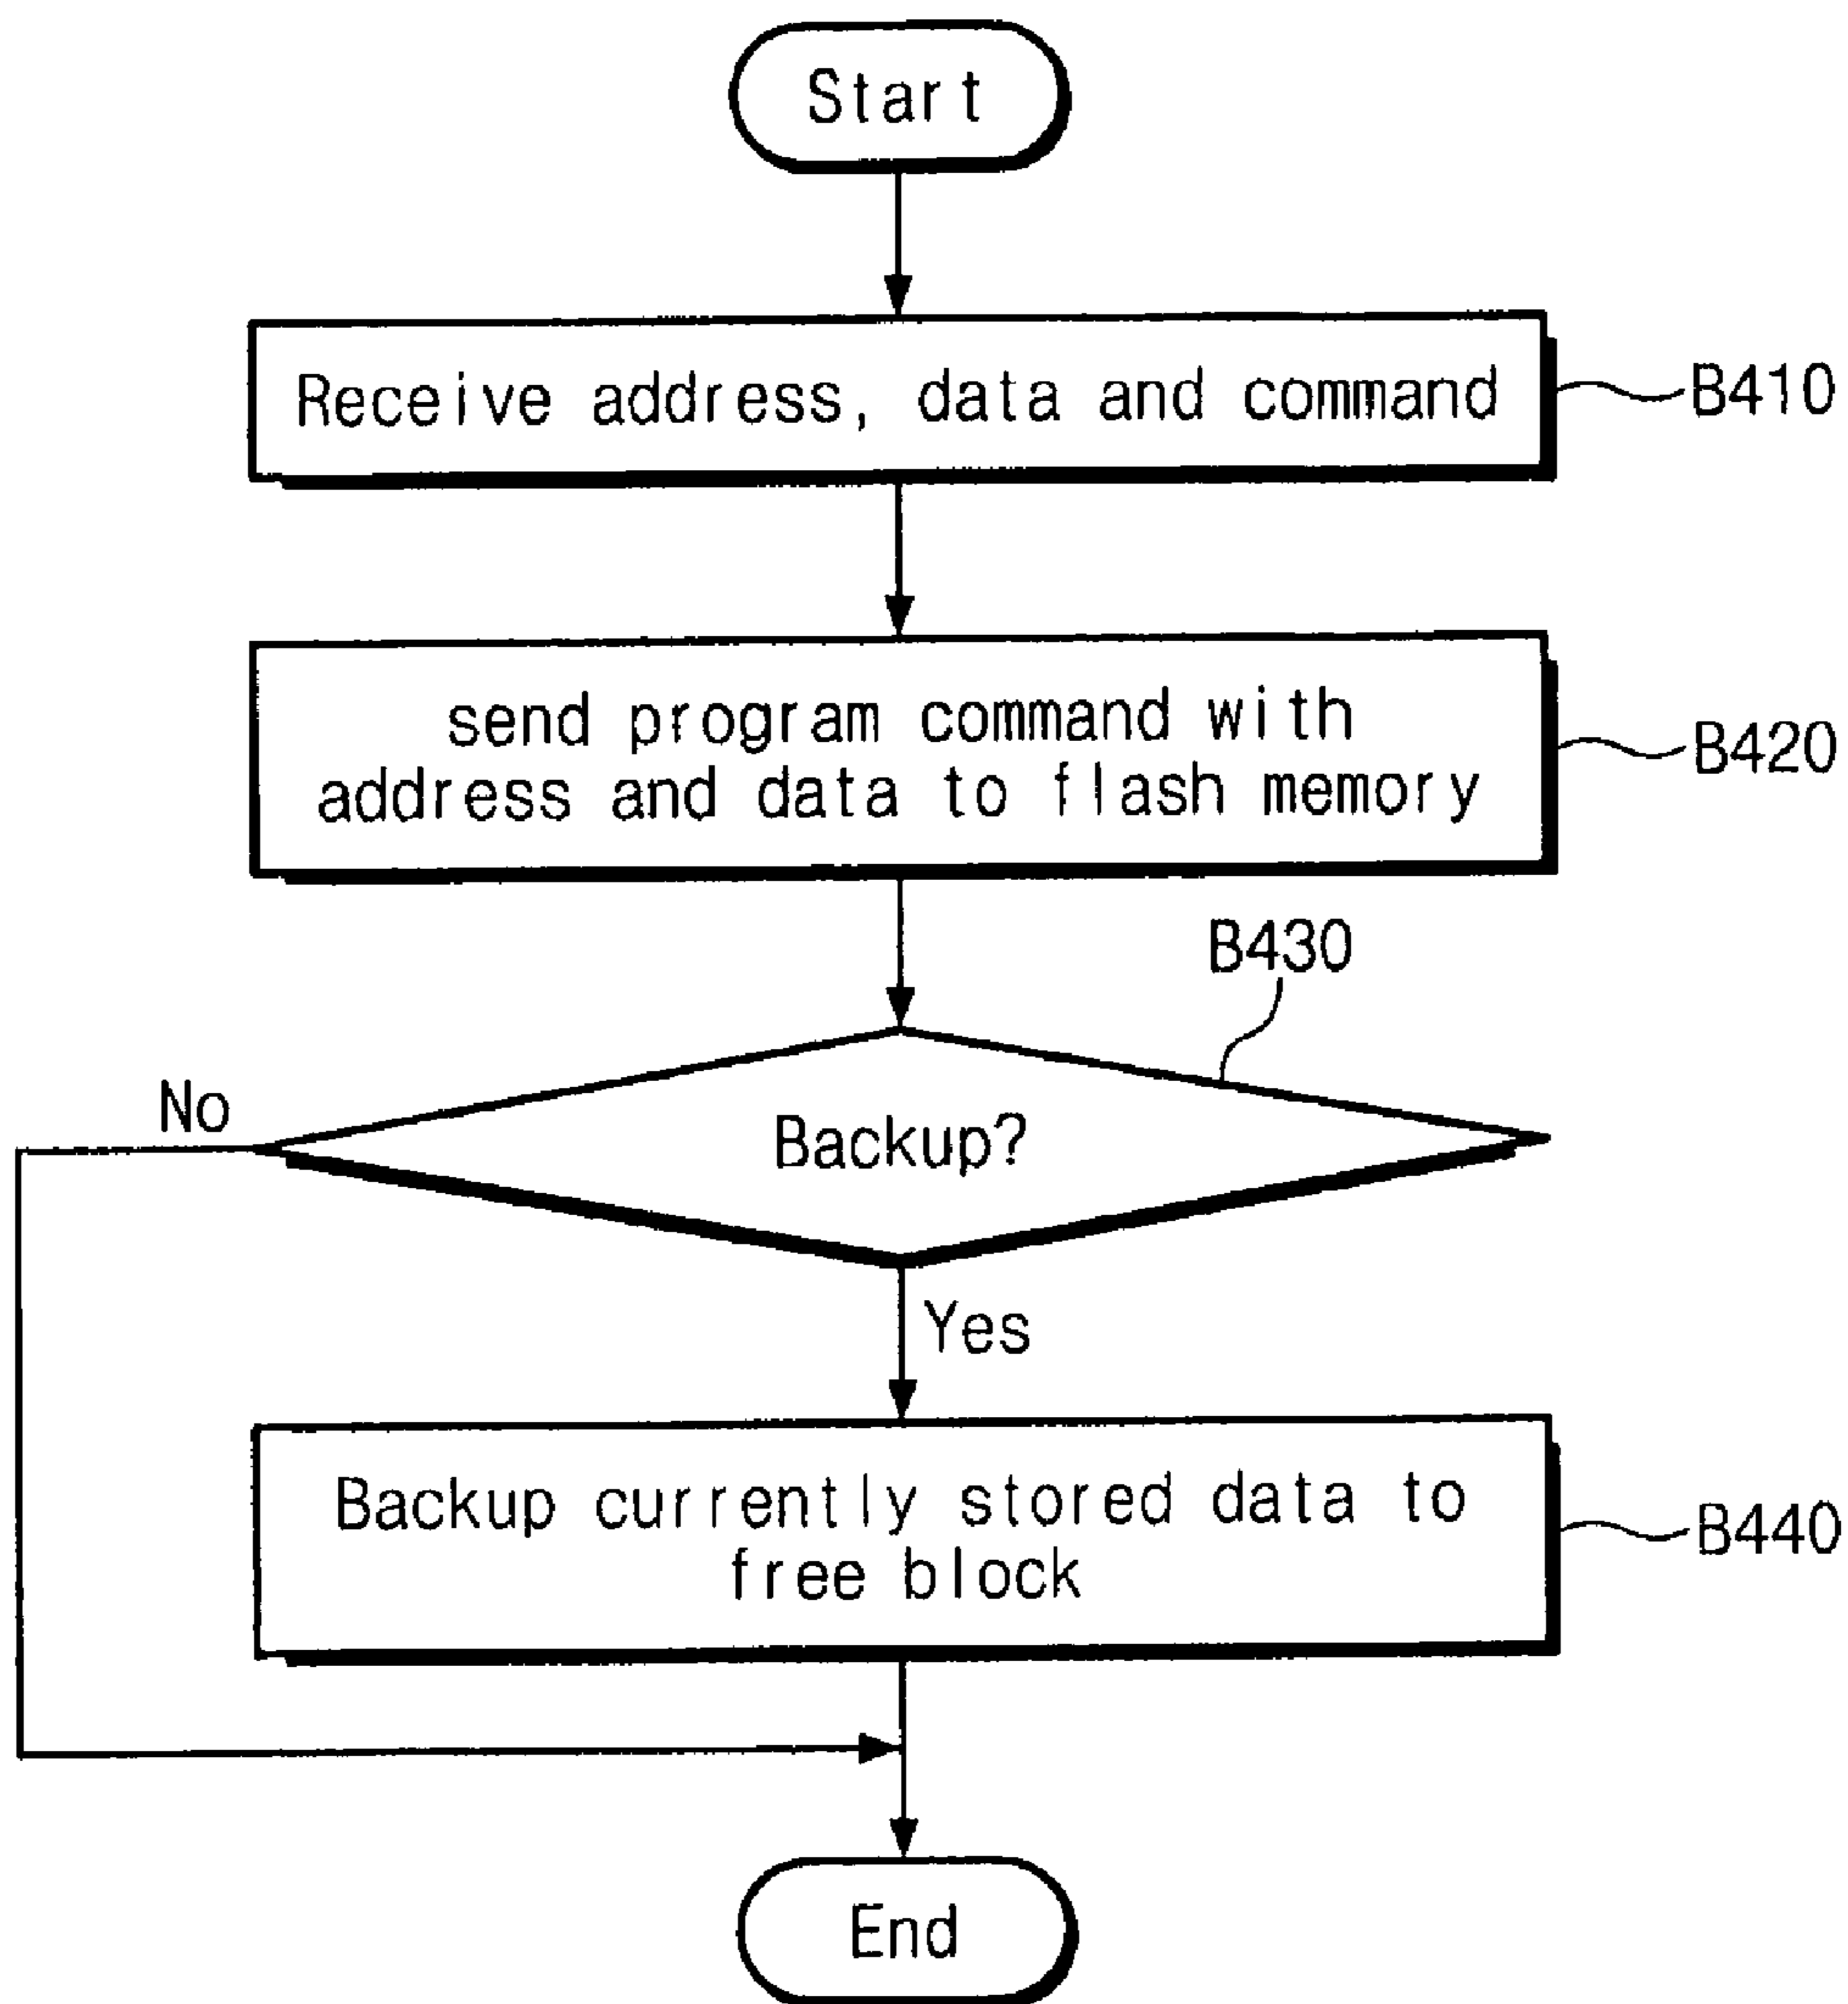 Start
Receive address, data and command
B410
send program command with
address and data to flash memory
B420
B430
No
Backup?
Yes
Backup currently stored data to
free block
B440
End